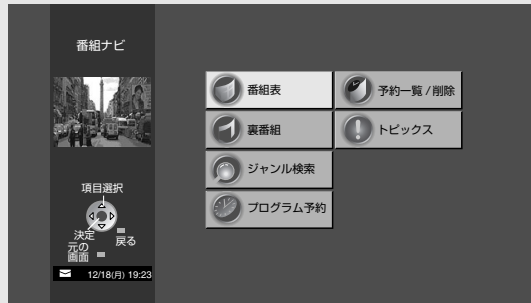 番組ナビ
番組表
予約一覧/削除
裏番組
トピックス
ジャンル検索
プログラム予約
項目選択
決定
戻る
元の
画面
12/18(月) 19:23